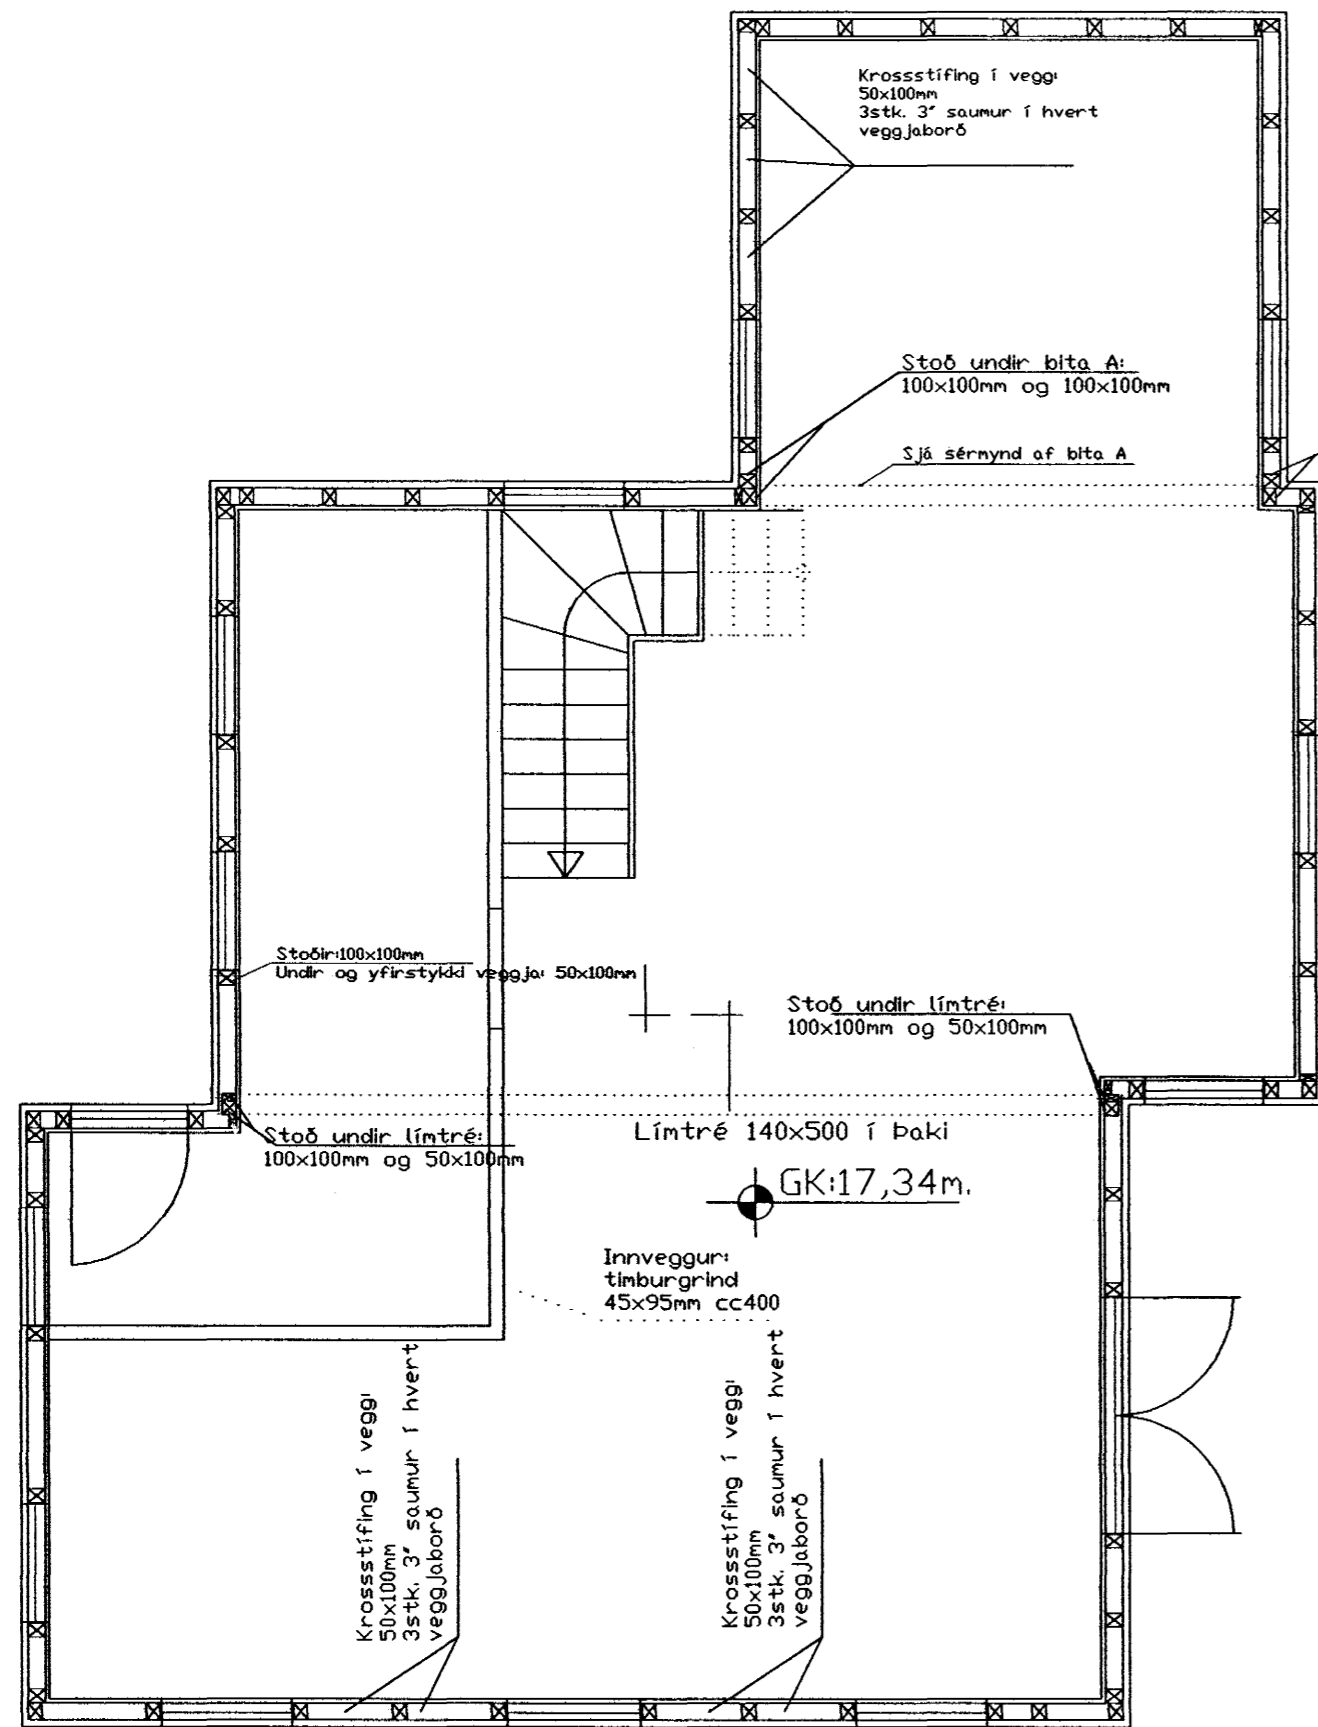 Krossstífing í vegg:
50x100mm
3stk. 3" saumur í hvert
veggjaborð
Stoð undir bita A:
100x100mm og 100x100mm
Sjá sérmynd af bita A
Stoðir:100x100mm
Undir og yfirstykki veggja: 50x100mm
Stoð undir límtré:
100x100mm og 50x100mm
Stoð undir límtré:
100x100mm og 50x100mm
Límtré 140x500 í Þaki
GK:17,34m.
Innveggur:
timburgrind
45x95mm cc400
Krossstífing í vegg:
50x100mm
3stk. 3" saumur í hvert
veggjaborð
Krossstífing í vegg:
50x100mm
3stk. 3" saumur í hvert
veggjaborð